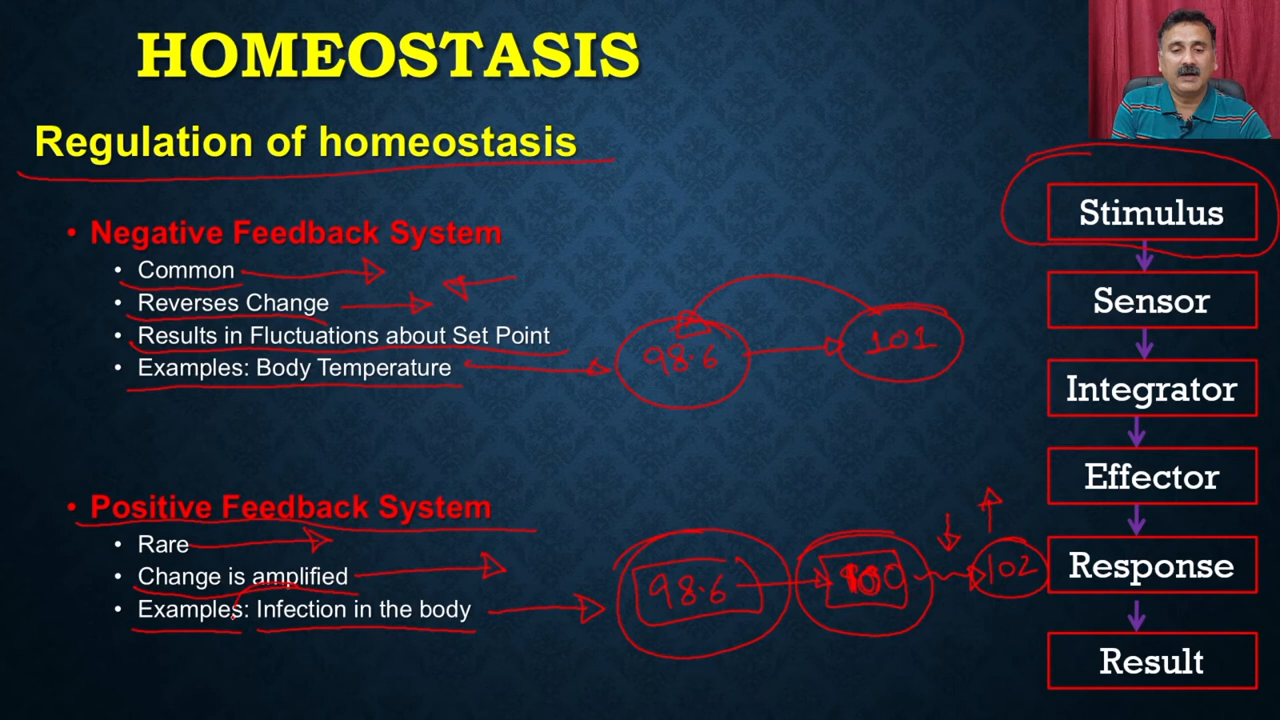 HOMEOSTASIS
Regulation of homeostasis
• Negative Feedback System
• Common
• Reverses Change
• Results in Fluctuations about Set Point
• Examples: Body Temperature
98.6
101
• Positive Feedback System
• Rare
• Change is amplified
• Examples: Infection in the body
98.6
100
102
Stimulus
Sensor
Integrator
Effector
Response
Result